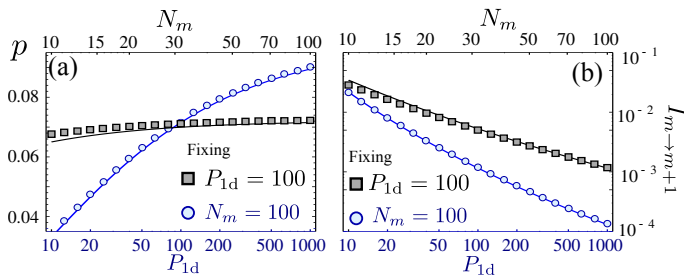 N_m N_m
10 15 20 30 50 70 100 10 15 20 30 50 70 100
p (a) (b) 10^-1
0.08 10^-2
I_{m→m+1}
Fixing Fixing
0.06 P_1d = 100 P_1d = 100 10^-3
N_m = 100 N_m = 100
0.04 10^-4
10 20 50 100 200 500 1000 10 20 50 100 200 500 1000
P_1d P_1d